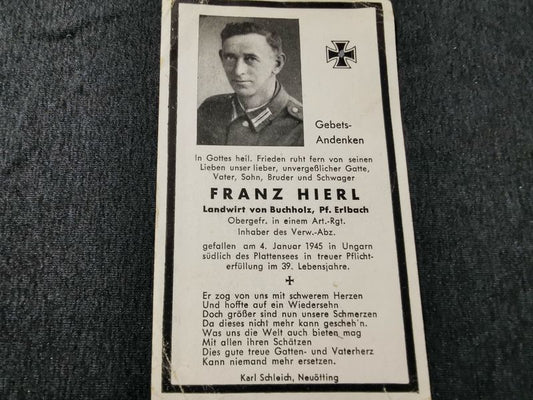 Gebets-
Andenken
In Gottes heil. Frieden ruht fern von seinen
Lieben unser lieber, unvergeßlicher Gatte,
Vater, Sohn, Bruder und Schwager
FRANZ HIERL
Landwirt von Buchholz, Pf. Erlbach
Obergefr. in einem Art.-Rgt.
Inhaber des Verw.-Abz.
gefallen am 4. Januar 1945 in Ungarn
südlich des Plattensees in treuer Pflicht-
erfüllung im 39. Lebensjahre.
Er zog von uns mit schwerem Herzen
Und hoffte auf ein Wiedersehn
Doch größer sind nun unsere Schmerzen
Da dieses nicht mehr kann gescheh'n.
Was uns die Welt auch bieten mag
Mit allen ihren Schätzen
Dies gute treue Gatten- und Vaterherz
Kann niemand mehr ersetzen.
Karl Schleich, Neuötting